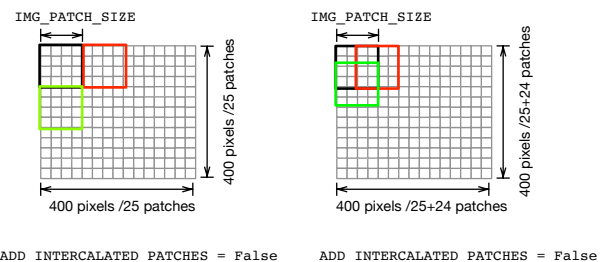 IMG_PATCH_SIZE
IMG_PATCH_SIZE
400 pixels /25 patches
400 pixels /25+24 patches
400 pixels /25 patches
400 pixels /25+24 patches
ADD INTERCALATED PATCHES = False
ADD INTERCALATED PATCHES = False